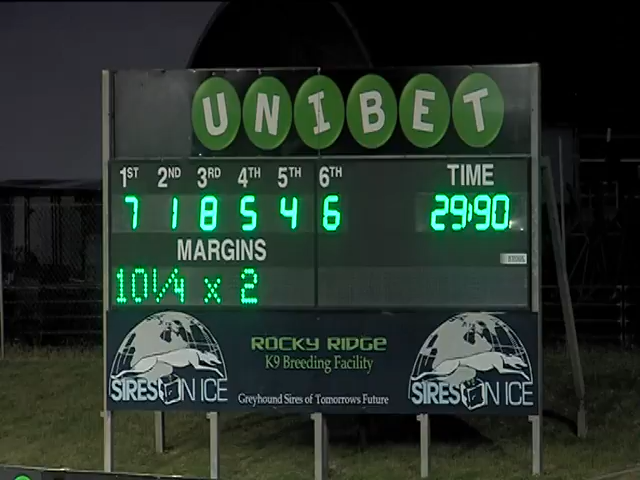 UNIBET
1ST 2ND 3RD 4TH 5TH 6TH TIME
7 1 8 5 4 6 29:90
MARGINS
10¼ x 2
ROCKY RIDGE
K9 Breeding Facility
SIRES ON ICE
Greyhound Sires of Tomorrows Future
SIRES ON ICE